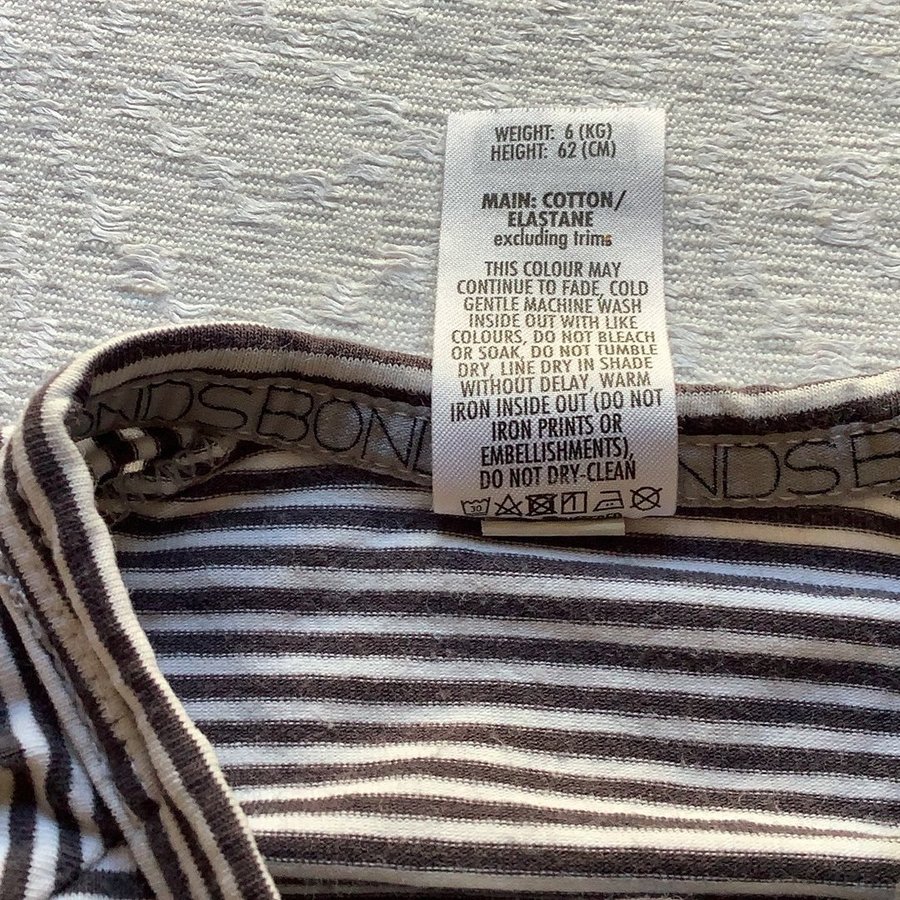 WEIGHT: 6 (KG)
HEIGHT: 62 (CM)
MAIN: COTTON/
ELASTANE
excluding trims
THIS COLOUR MAY
CONTINUE TO FADE, COLD
GENTLE MACHINE WASH
INSIDE OUT WITH LIKE
COLOURS, DO NOT BLEACH
OR SOAK, DO NOT TUMBLE
DRY, LINE DRY IN SHADE
WITHOUT DELAY, WARM
IRON INSIDE OUT (DO NOT
IRON PRINTS OR
EMBELLISHMENTS),
DO NOT DRY-CLEAN
30
ONDSBOND NDSB